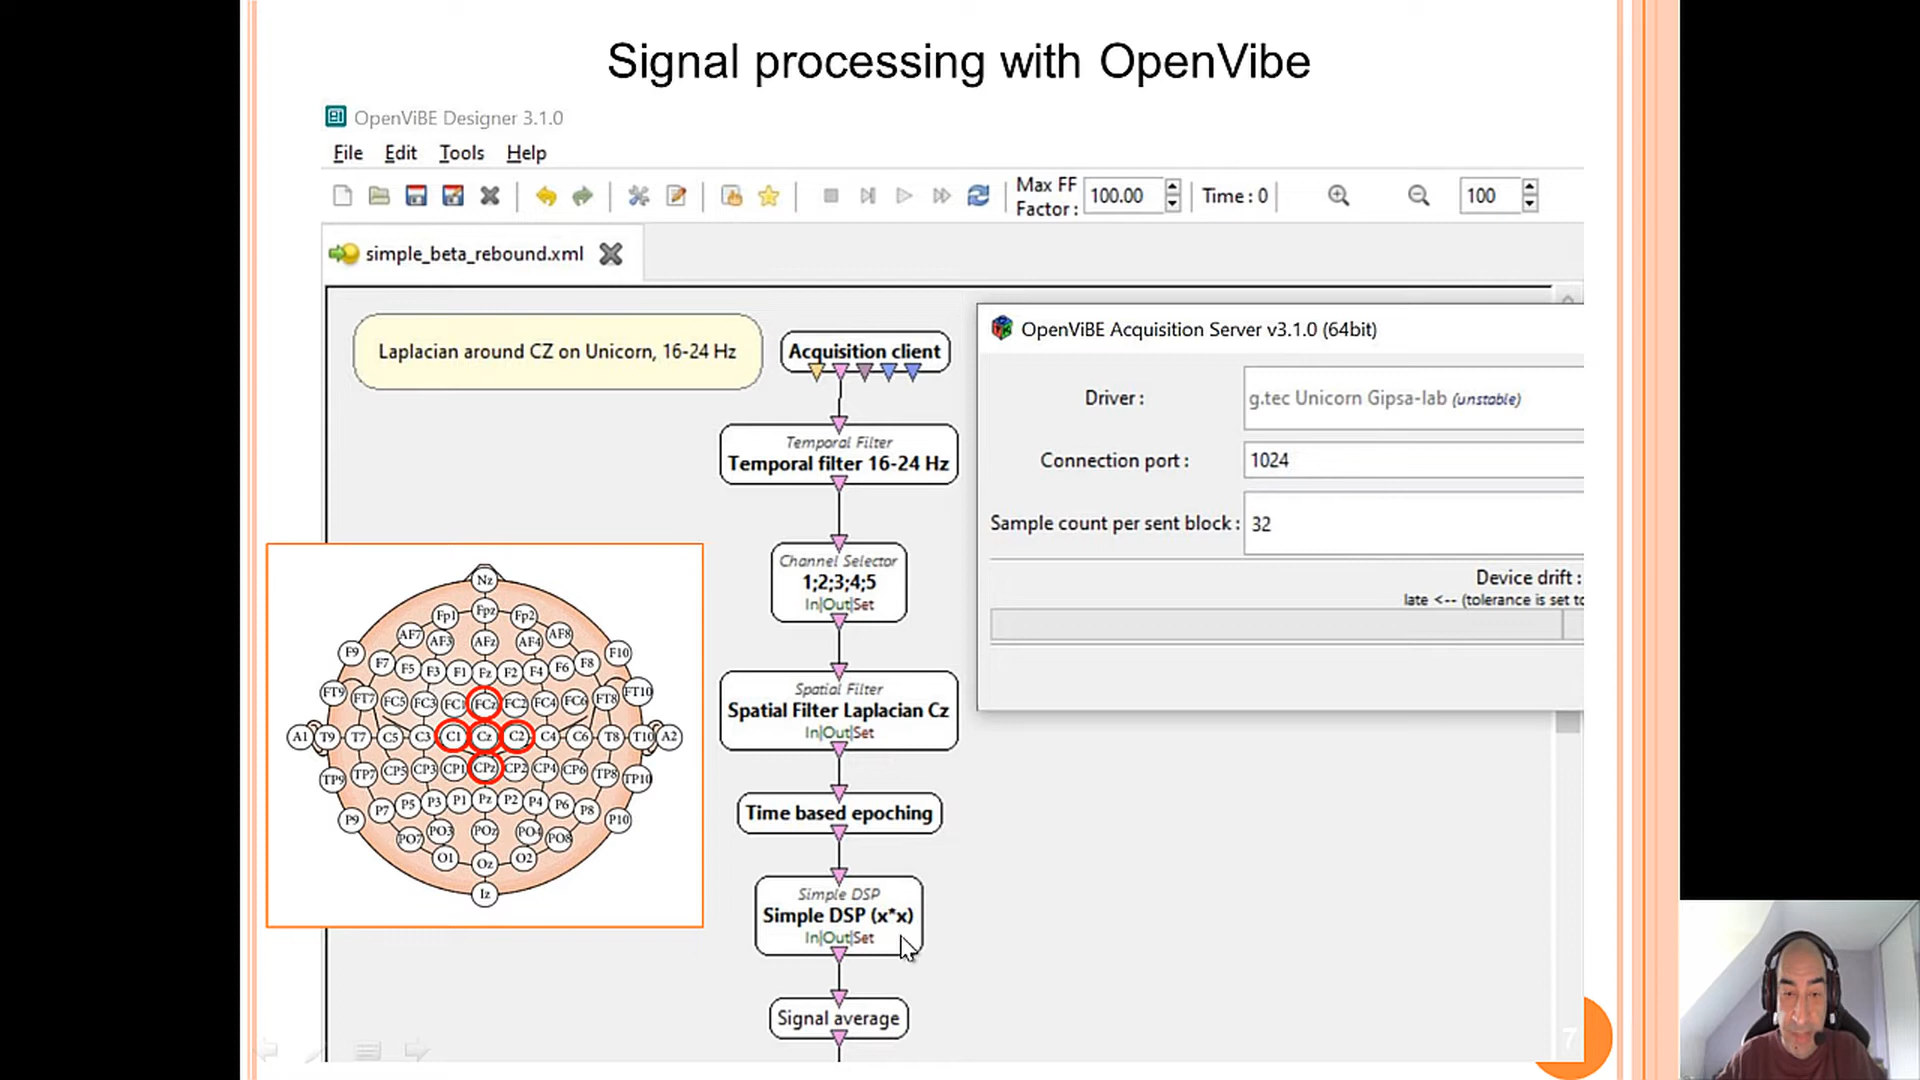 Signal processing with OpenVibe
OpenViBE Designer 3.1.0
File Edit Tools Help
Max FF Factor : 100.00 Time : 0 100
simple_beta_rebound.xml
Laplacian around CZ on Unicorn, 16-24 Hz
Acquisition client
Temporal Filter
Temporal filter 16-24 Hz
Channel Selector
1;2;3;4;5
In|Out|Set
Spatial Filter
Spatial Filter Laplacian Cz
In|Out|Set
Time based epoching
Simple DSP
Simple DSP (x*x)
In|Out|Set
Signal average
OpenViBE Acquisition Server v3.1.0 (64bit)
Driver : g.tec Unicorn Gipsa-lab (unstable)
Connection port : 1024
Sample count per sent block : 32
Device drift :
late <-- (tolerance is set to
Nz
Fp1 Fpz Fp2
AF7 AF3 AFz AF4 AF8
F9 F7 F5 F3 F1 Fz F2 F4 F6 F8 F10
FT9 FT7 FC5 FC3 FC1 FCz FC2 FC4 FC6 FT8 FT10
A1 T9 T7 C5 C3 C1 Cz C2 C4 C6 T8 T10 A2
TP9 TP7 CP5 CP3 CP1 CPz CP2 CP4 CP6 TP8 TP10
P9 P7 P5 P3 P1 Pz P2 P4 P6 P8 P10
PO7 PO3 POz PO4 PO8
O1 Oz O2
Iz
7